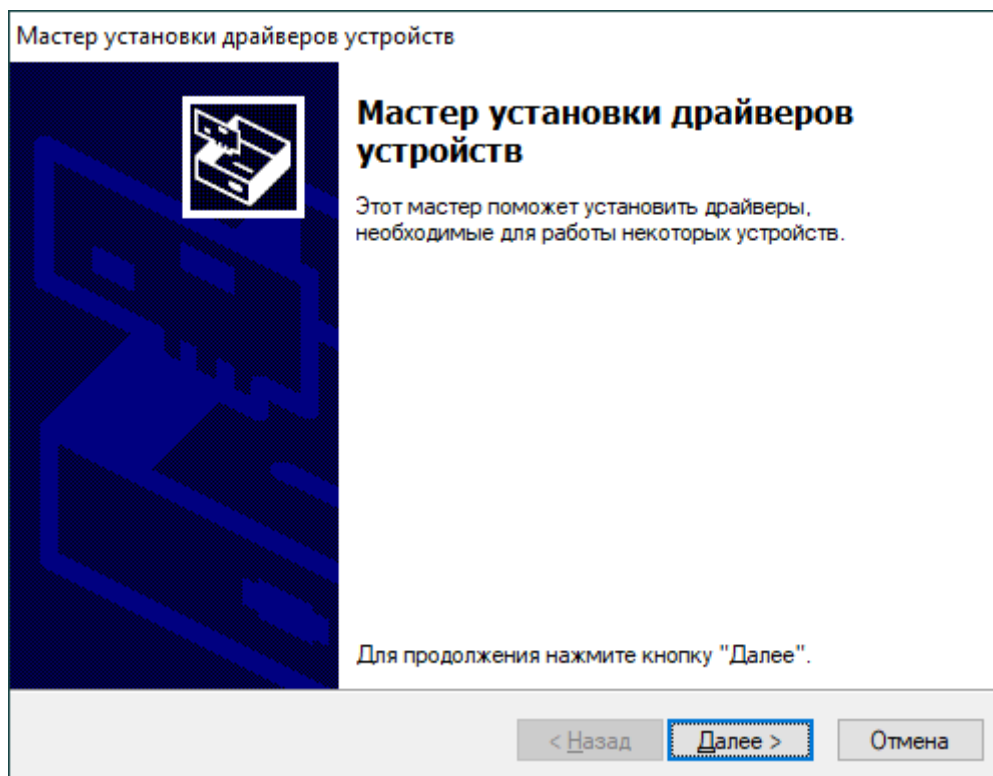 Мастер установки драйверов устройств
Мастер установки драйверов
устройств
Этот мастер поможет установить драйверы,
необходимые для работы некоторых устройств.
Для продолжения нажмите кнопку "Далее".
< Назад
Далее >
Отмена